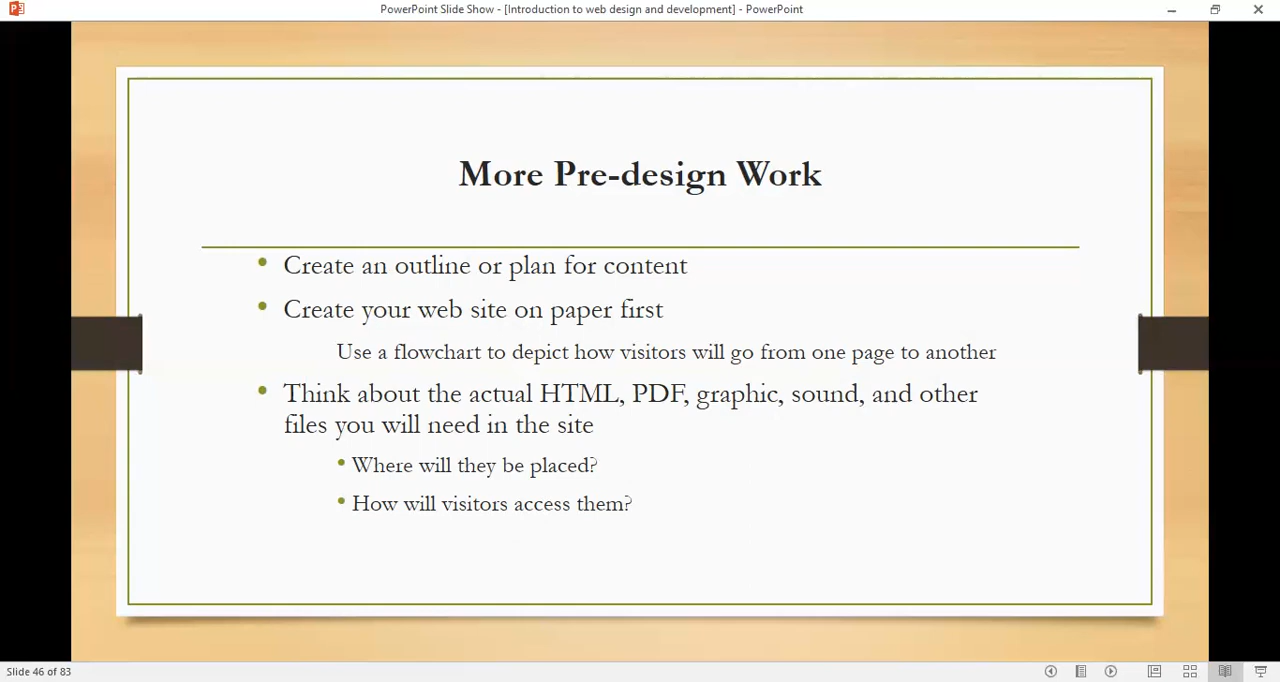 PowerPoint Slide Show - [Introduction to web design and development] - PowerPoint
More Pre-design Work
• Create an outline or plan for content
• Create your web site on paper first
Use a flowchart to depict how visitors will go from one page to another
• Think about the actual HTML, PDF, graphic, sound, and other
files you will need in the site
• Where will they be placed?
• How will visitors access them?
Slide 46 of 83